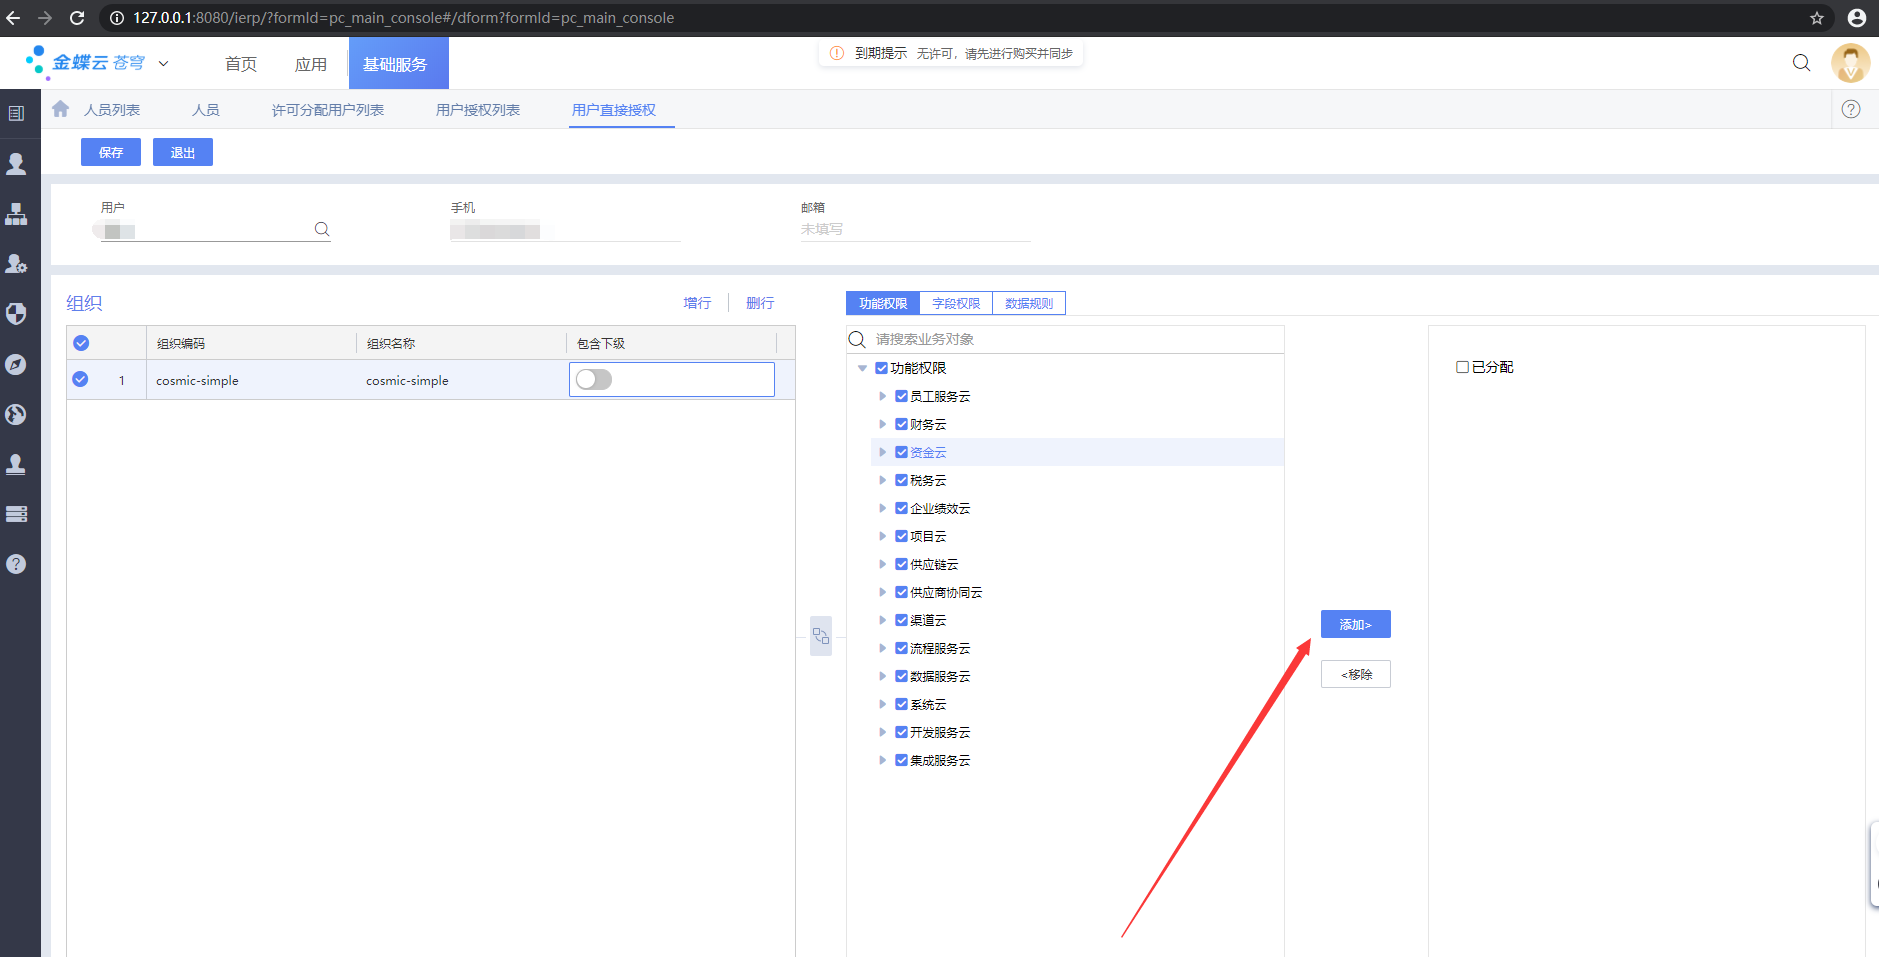 127.0.0.1:8080/ierp/?formId=pc_main_console#/dform?formId=pc_main_console
金蝶云 苍穹
首页
应用
基础服务
到期提示 无许可，请先进行购买并同步
人员列表
人员
许可分配用户列表
用户授权列表
用户直接授权
保存
退出
用户
手机
邮箱
未填写
组织
增行
删行
组织编码
组织名称
包含下级
1
cosmic-simple
cosmic-simple
功能权限
字段权限
数据规则
请搜索业务对象
功能权限
员工服务云
财务云
资金云
税务云
企业绩效云
项目云
供应链云
供应商协同云
渠道云
流程服务云
数据服务云
系统云
开发服务云
集成服务云
添加>
<移除
已分配